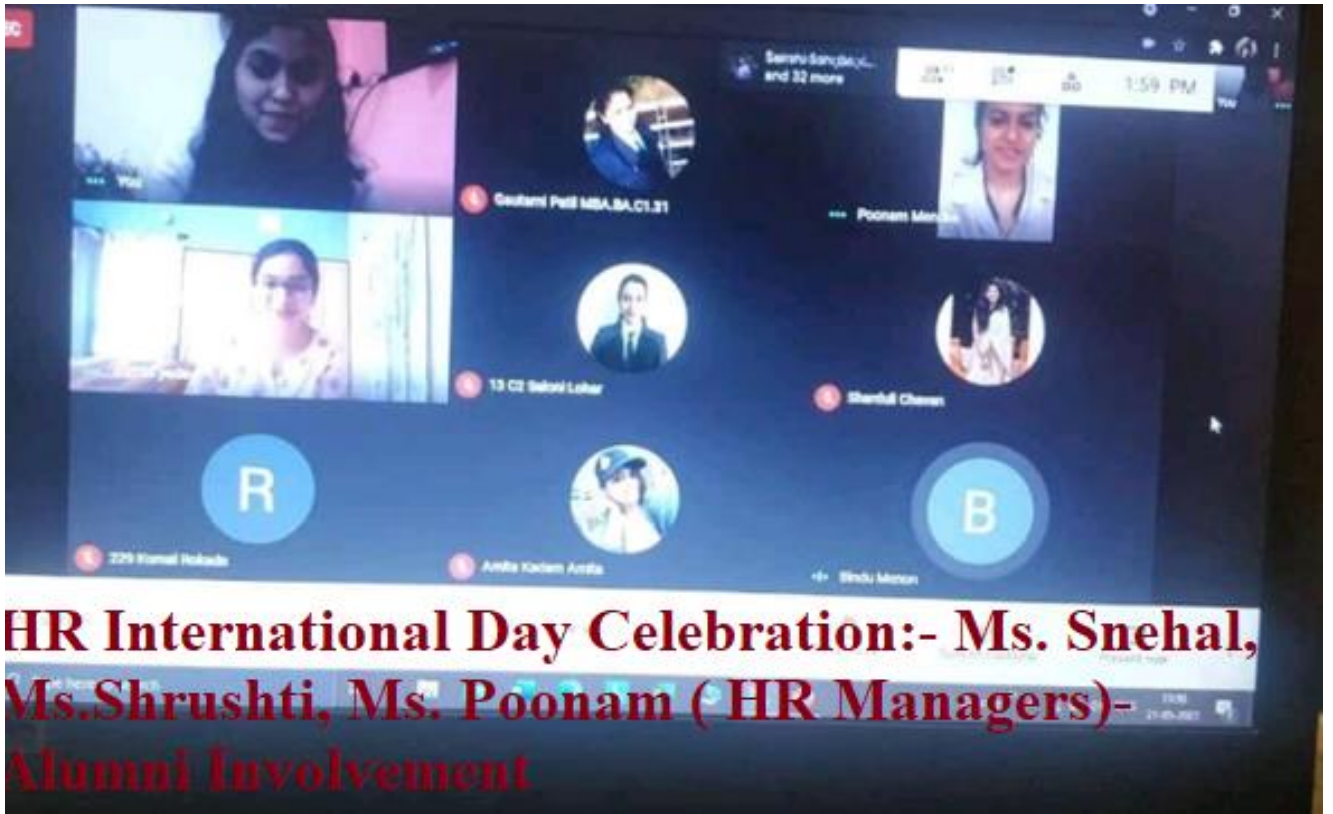 You
Gautami Patil MBA.BA.C1.31
and 32 more
1:59 PM
You
Poonam
13 C2 Saloni Lohar
Shardul Chavan
R
229 Komal Rokade
Amita Kadam Amita
B
Bindu Menon
HR International Day Celebration:- Ms. Snehal,
Ms.Shrushti, Ms. Poonam ( HR Managers)-
Alumni Involvement